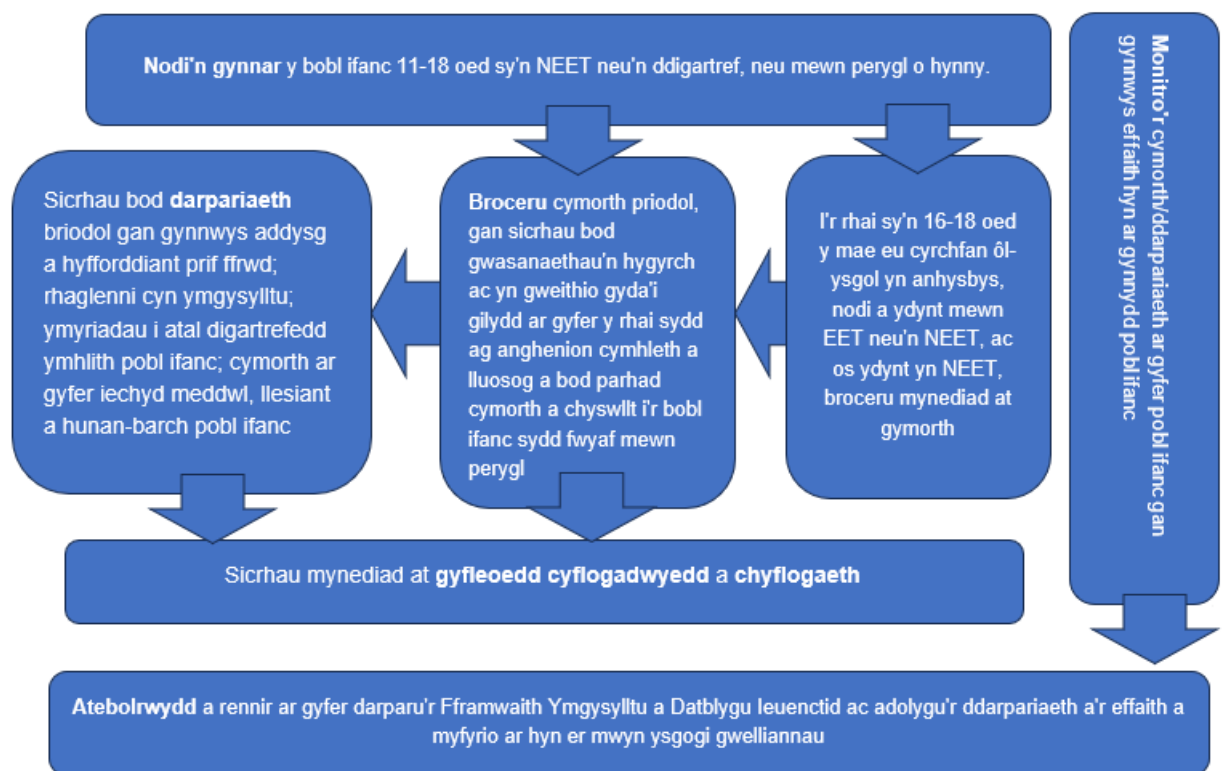 Nodi'n gynnar y bobl ifanc 11-18 oed sy'n NEET neu'n ddigartref, neu mewn perygl o hynny.
Sicrhau bod darpariaeth
briodol gan gynnwys addysg
a hyfforddiant prif ffrwd;
rhaglenni cyn ymgysylltu;
ymyriadau i atal digartrefedd
ymhlith pobl ifanc; cymorth ar
gyfer iechyd meddwl, llesiant
a hunan-barch pobl ifanc
Broceru cymorth priodol,
gan sicrhau bod
gwasanaethau'n hygyrch
ac yn gweithio gyda'i
gilydd ar gyfer y rhai sydd
ag anghenion cymhleth a
lluosog a bod parhad
cymorth a chyswllt i'r bobl
ifanc sydd fwyaf mewn
perygl
I'r rhai sy'n 16-18 oed
y mae eu cyrchfan ôl-
ysgol yn anhysbys,
nodi a ydynt mewn
EET neu'n NEET, ac
os ydynt yn NEET,
broceru mynediad at
gymorth
Sicrhau mynediad at gyfleoedd cyflogadwyedd a chyflogaeth
Monitro'r cymorth/ddarpariaeth ar gyfer pobl ifanc gan
gynnwys effaith hyn ar gynnydd pobl ifanc
Atebolrwydd a rennir ar gyfer darparu'r Fframwaith Ymgysylltu a Datblygu Ieuenctid ac adolygu'r ddarpariaeth a'r effaith a
myfyrio ar hyn er mwyn ysgogi gwelliannau